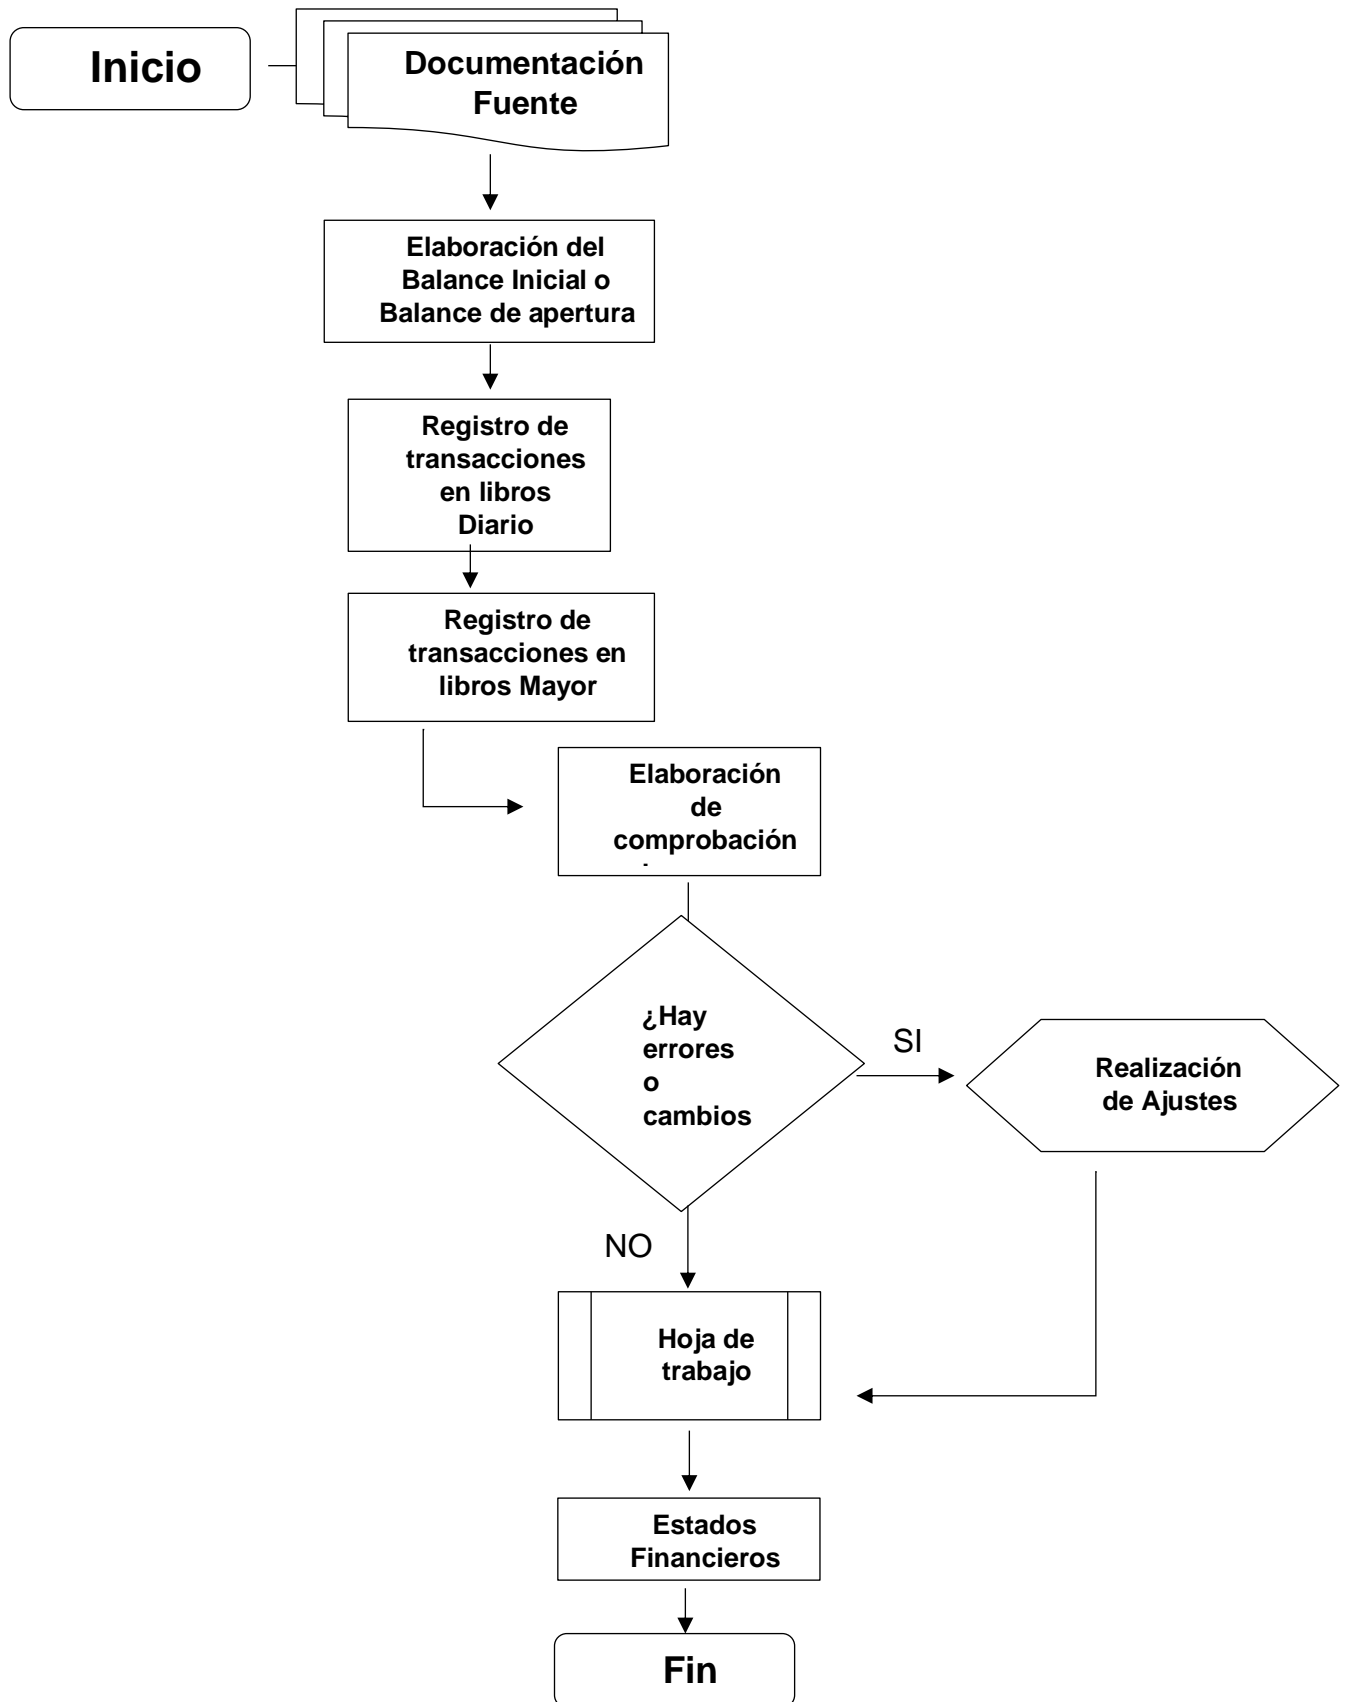 Inicio
Documentación
Fuente
Elaboración del
Balance Inicial o
Balance de apertura
Registro de
transacciones
en libros
Diario
Registro de
transacciones en
libros Mayor
Elaboración
de
comprobación
¿Hay
errores
o
cambios
SI
Realización
de Ajustes
NO
Hoja de
trabajo
Estados
Financieros
Fin